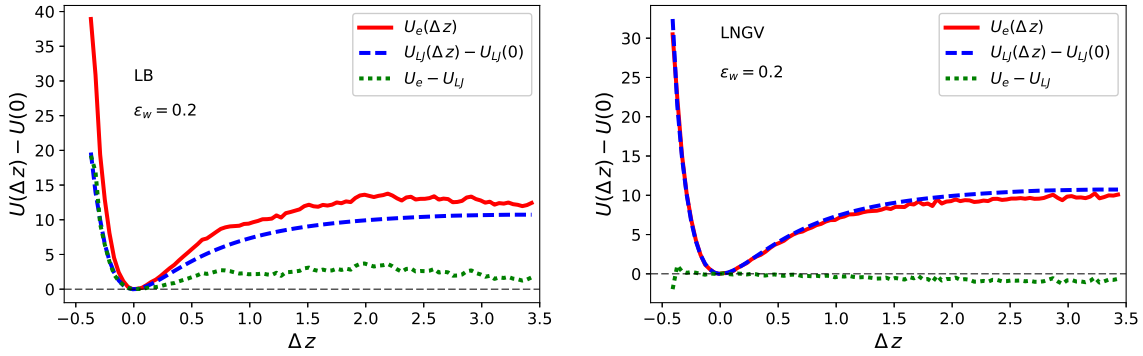 40
35
30
25
20
15
10
5
0
U(Δz) − U(0)
LB
ε_w = 0.2
U_e(Δz)
U_LJ(Δz) − U_LJ(0)
U_e − U_LJ
−0.5 0.0 0.5 1.0 1.5 2.0 2.5 3.0 3.5
Δz
30
25
20
15
10
5
0
U(Δz) − U(0)
LNGV
ε_w = 0.2
U_e(Δz)
U_LJ(Δz) − U_LJ(0)
U_e − U_LJ
−0.5 0.0 0.5 1.0 1.5 2.0 2.5 3.0 3.5
Δz